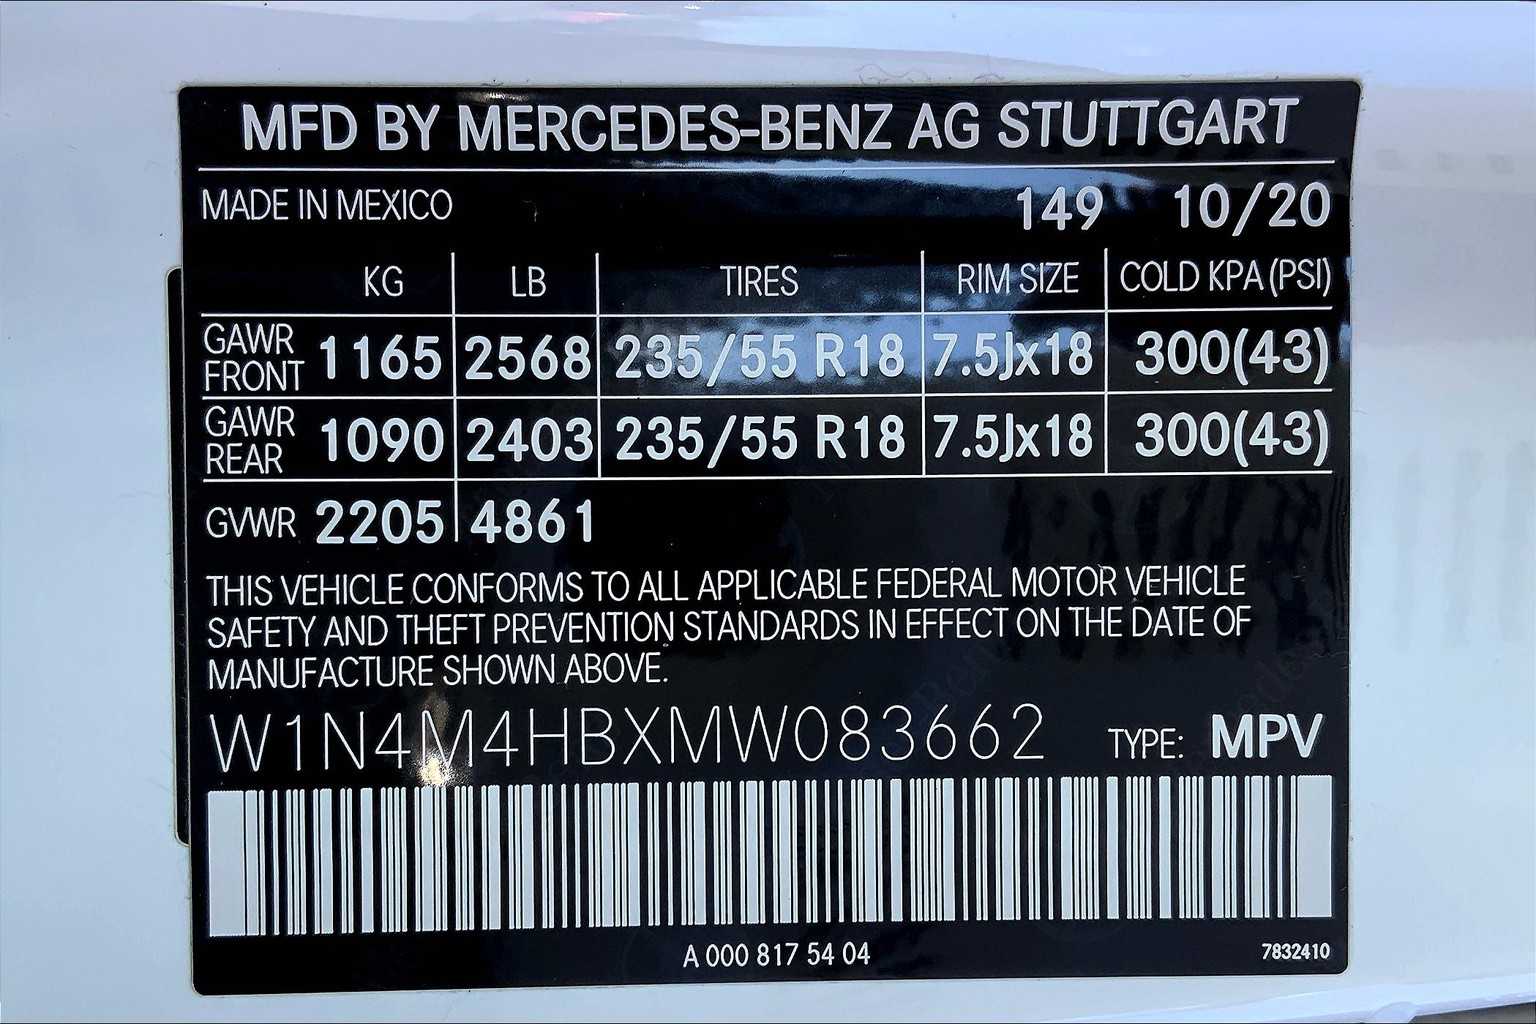 MFD BY MERCEDES-BENZ AG STUTTGART
MADE IN MEXICO 149 10/20
KG LB TIRES RIM SIZE COLD KPA (PSI)
GAWR FRONT 1165 2568 235/55 R18 7.5Jx18 300(43)
GAWR REAR 1090 2403 235/55 R18 7.5Jx18 300(43)
GVWR 2205 4861
THIS VEHICLE CONFORMS TO ALL APPLICABLE FEDERAL MOTOR VEHICLE
SAFETY AND THEFT PREVENTION STANDARDS IN EFFECT ON THE DATE OF
MANUFACTURE SHOWN ABOVE.
W1N4M4HBXMW083662 TYPE: MPV
A 000 817 54 04 7832410